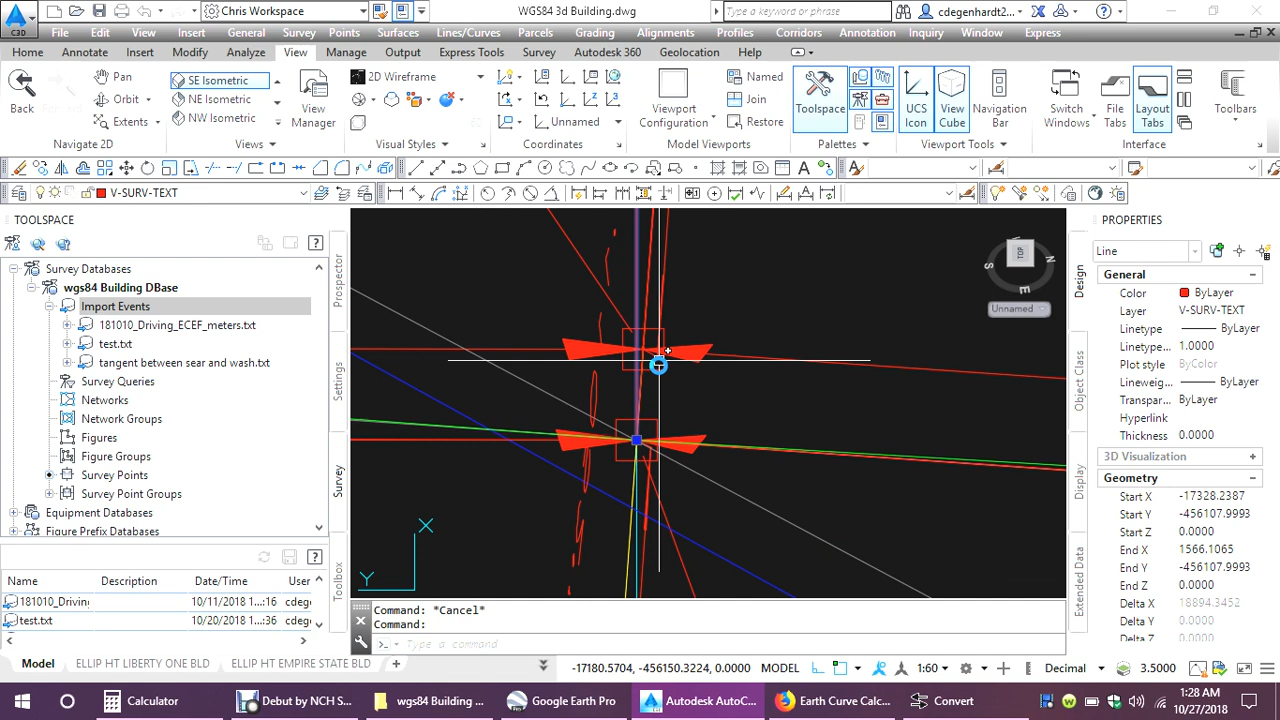 Chris Workspace
WGS84 3d Building.dwg
Type a keyword or phrase
cdegenhardt2...
C3D
File Edit View Insert General Survey Points Surfaces Lines/Curves Parcels Grading Alignments Profiles Corridors Annotation Inquiry Window Express
Home Annotate Insert Modify Analyze View Manage Output Express Tools Survey Autodesk 360 Geolocation Help
Back
Pan
Orbit
Extents
Navigate 2D
SE Isometric
NE Isometric
NW Isometric
Views
View
Manager
2D Wireframe
Visual Styles
Unnamed
Coordinates
Viewport
Configuration
Named
Join
Restore
Model Viewports
Toolspace
Palettes
UCS
Icon
View
Cube
Navigation
Bar
Viewport Tools
Switch
Windows
File
Tabs
Layout
Tabs
Toolbars
Interface
V-SURV-TEXT
TOOLSPACE
Survey Databases
wgs84 Building DBase
Import Events
181010_Driving_ECEF_meters.txt
test.txt
tangent between sear and wash.txt
Survey Queries
Networks
Network Groups
Figures
Figure Groups
Survey Points
Survey Point Groups
Equipment Databases
Figure Prefix Databases
Name Description Date/Time User
181010_Drivin 10/11/2018 ...:16 cdege
test.txt 10/20/2018 ...:36 cdege
Prospector
Settings
Survey
Toolbox
TOP
S
N
E
Unnamed
X
Y
Command: *Cancel*
Command:
Type a command
Design
Object Class
Display
Extended Data
PROPERTIES
Line
General
Color ByLayer
Layer V-SURV-TEXT
Linetype ByLayer
Linetype 1.0000
Plot style ByColor
Lineweig... ByLayer
Transpar... ByLayer
Hyperlink
Thickness 0.0000
3D Visualization
Geometry
Start X -17328.2387
Start Y -456107.9993
Start Z 0.0000
End X 1566.1065
End Y -456107.9993
End Z 0.0000
Delta X 18894.3452
Delta Y 0.0000
Delta Z 0.0000
Model ELLIP HT LIBERTY ONE BLD ELLIP HT EMPIRE STATE BLD
-17180.5704, -456150.3224, 0.0000 MODEL 1:60 Decimal 3.5000
Calculator
Debut by NCH S...
wgs84 Building ...
Google Earth Pro
Autodesk AutoC...
Earth Curve Calc...
Convert
1:28 AM
10/27/2018